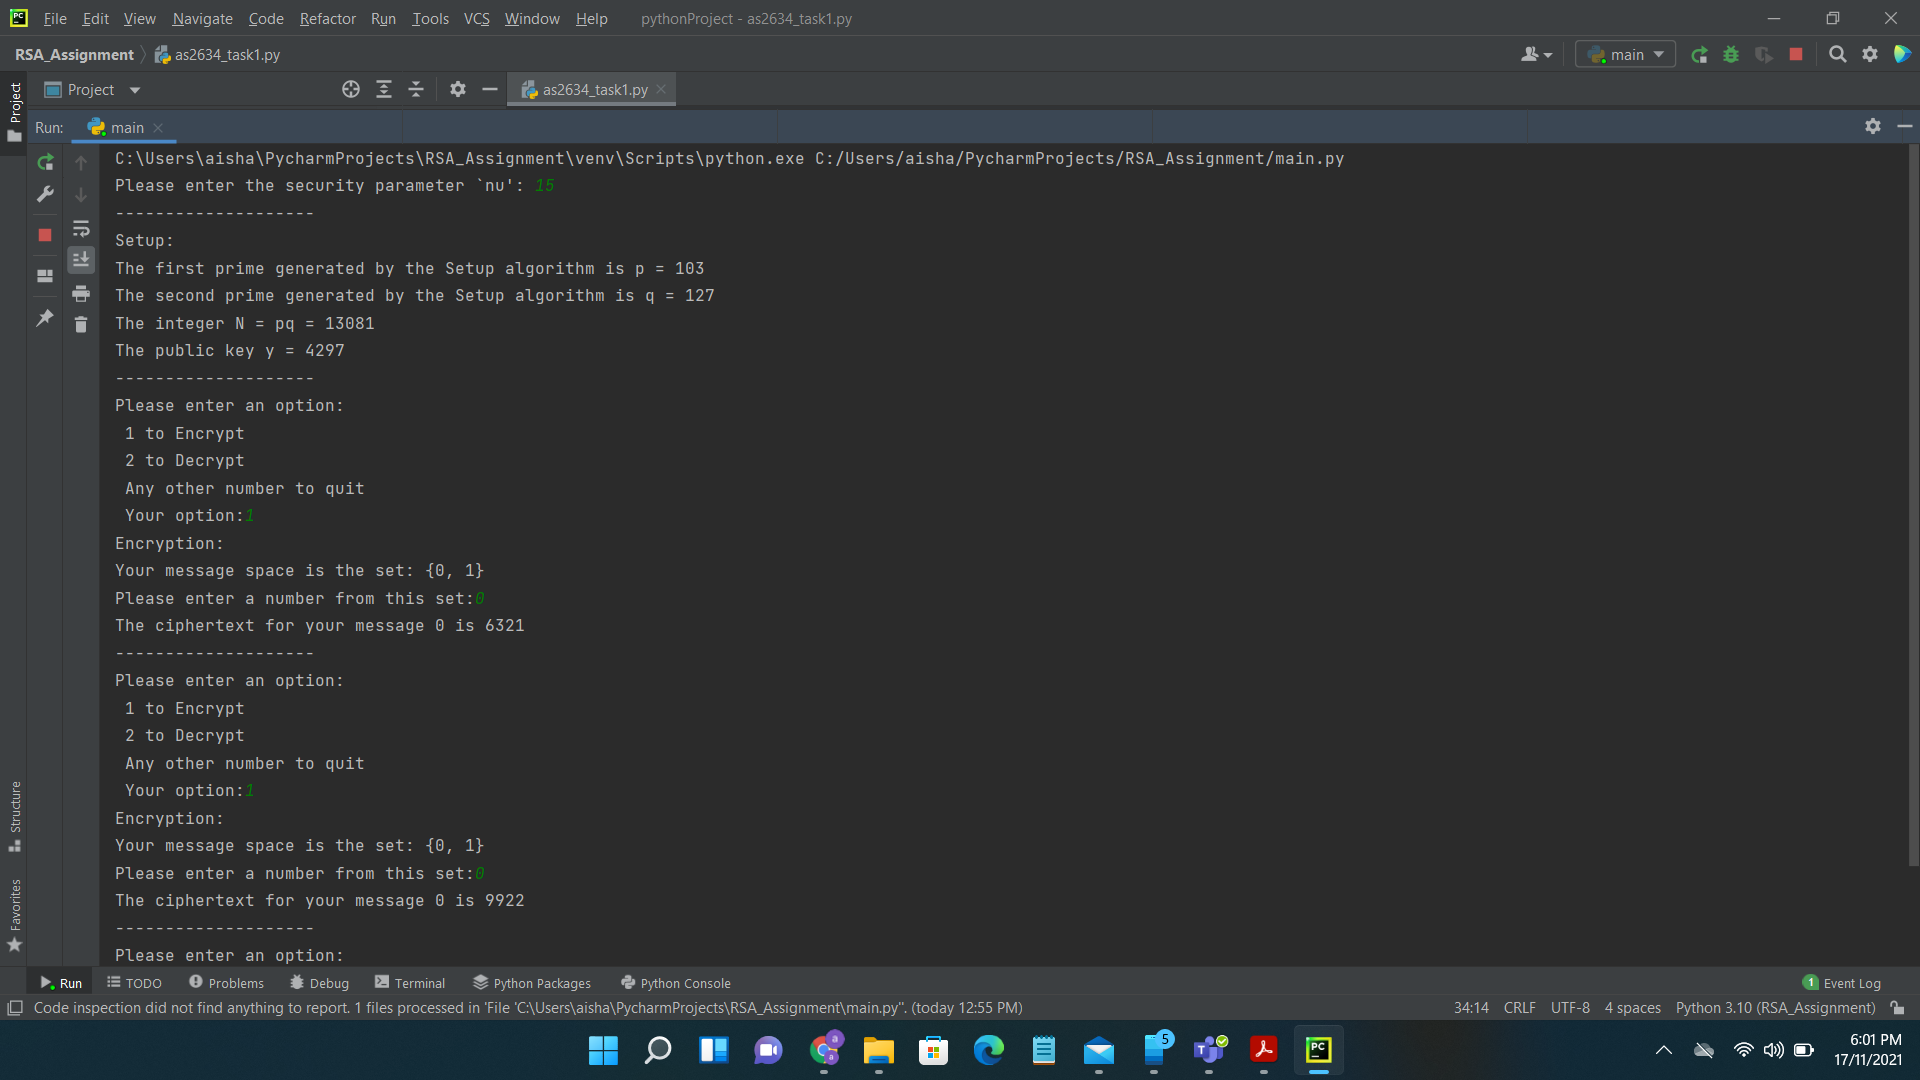 File Edit View Navigate Code Refactor Run Tools VCS Window Help pythonProject - as2634_task1.py
RSA_Assignment as2634_task1.py main
Project as2634_task1.py
Project
Run: main
C:\Users\aisha\PycharmProjects\RSA_Assignment\venv\Scripts\python.exe C:/Users/aisha/PycharmProjects/RSA_Assignment/main.py
Please enter the security parameter `nu': 15
--------------------
Setup:
The first prime generated by the Setup algorithm is p = 103
The second prime generated by the Setup algorithm is q = 127
The integer N = pq = 13081
The public key y = 4297
--------------------
Please enter an option:
1 to Encrypt
2 to Decrypt
Any other number to quit
Your option:1
Encryption:
Your message space is the set: {0, 1}
Please enter a number from this set:0
The ciphertext for your message 0 is 6321
--------------------
Please enter an option:
1 to Encrypt
2 to Decrypt
Any other number to quit
Your option:1
Encryption:
Your message space is the set: {0, 1}
Please enter a number from this set:0
The ciphertext for your message 0 is 9922
--------------------
Please enter an option:
Structure
Favorites
Run TODO Problems Debug Terminal Python Packages Python Console 1 Event Log
Code inspection did not find anything to report. 1 files processed in 'File 'C:\Users\aisha\PycharmProjects\RSA_Assignment\main.py''. (today 12:55 PM) 34:14 CRLF UTF-8 4 spaces Python 3.10 (RSA_Assignment)
a
a
5
T
PC
6:01 PM
17/11/2021